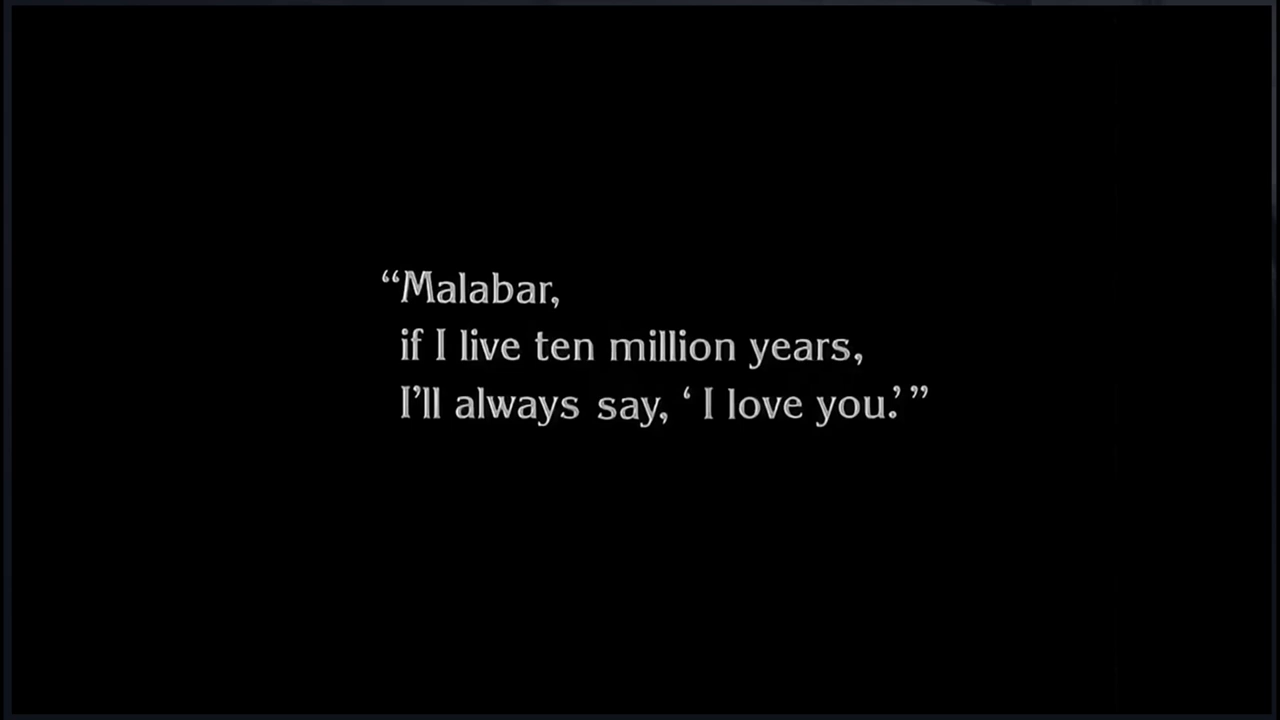 “Malabar,
if I live ten million years,
I’ll always say, ‘ I love you.’ ”